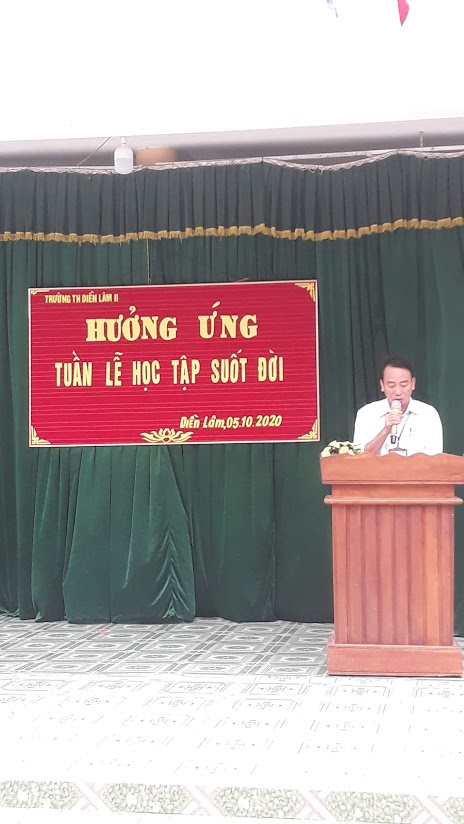 TRƯỜNG TH DIỄN LÂM II
HƯỞNG ỨNG
TUẦN LỄ HỌC TẬP SUỐT ĐỜI
Diễn Lâm,05.10.2020